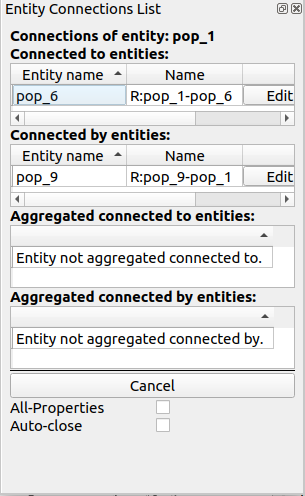 Entity Connections List
Connections of entity: pop_1
Connected to entities:
Entity name Name
pop_6 R:pop_1-pop_6 Edit
Connected by entities:
Entity name Name
pop_9 R:pop_9-pop_1 Edit
Aggregated connected to entities:
Entity not aggregated connected to.
Aggregated connected by entities:
Entity not aggregated connected by.
Cancel
All-Properties
Auto-close